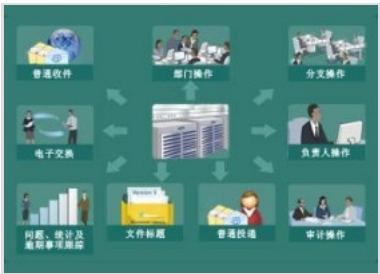 普通收件
部门操作
分支操作
电子交换
负责人操作
Version 8
问题、统计及
逾期事项跟踪
文件标题
普通投递
审计操作